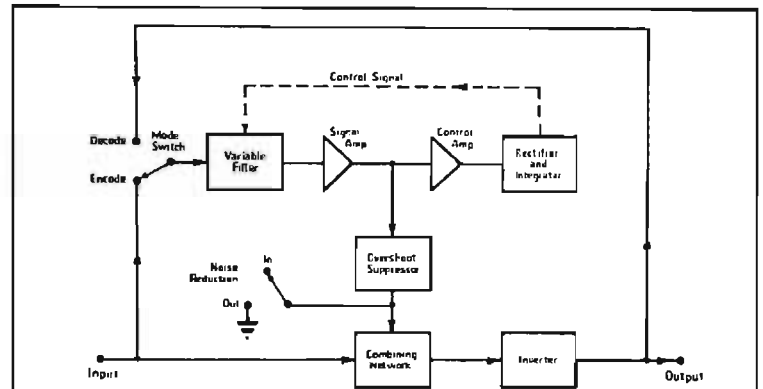 Control Signal
Decode
Mode
Switch
Encode
Variable
Filter
Signal
Amp
Control
Amp
Rectifier
and
Integrator
Overshoot
Suppressor
In
Noise
Reduction
Out
Combining
Network
Inverter
Input
Output